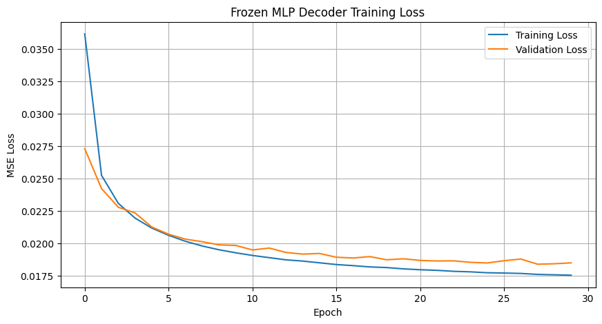 Frozen MLP Decoder Training Loss
Training Loss
Validation Loss
0.0350
0.0325
0.0300
0.0275
0.0250
0.0225
0.0200
0.0175
MSE Loss
0 5 10 15 20 25 30
Epoch